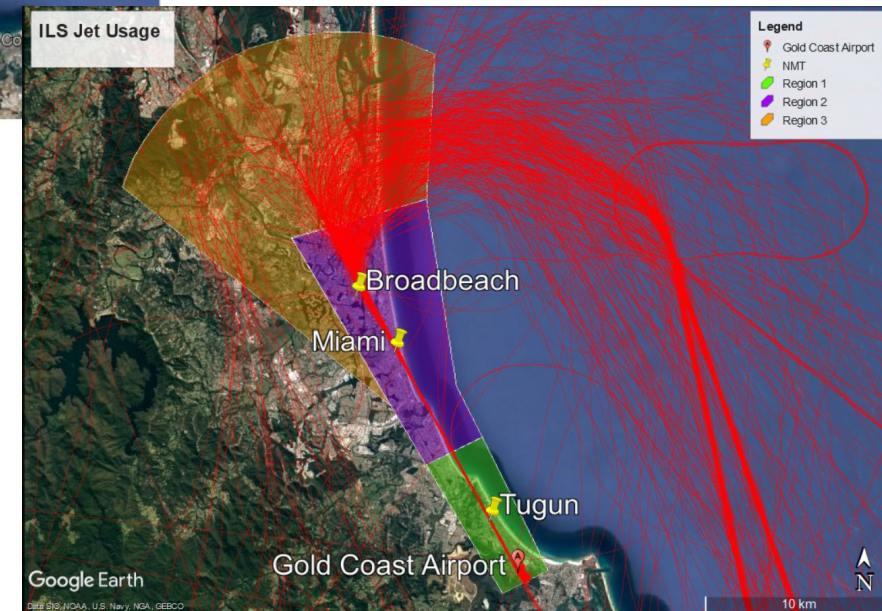 Co
ILS Jet Usage
Legend
A Gold Coast Airport
NMT
Region 1
Region 2
Region 3
Broadbeach
Miami
Tugun
A
Gold Coast Airport
Google Earth
Data SIO, NOAA, U.S. Navy, NGA, GEBCO
N
10 km